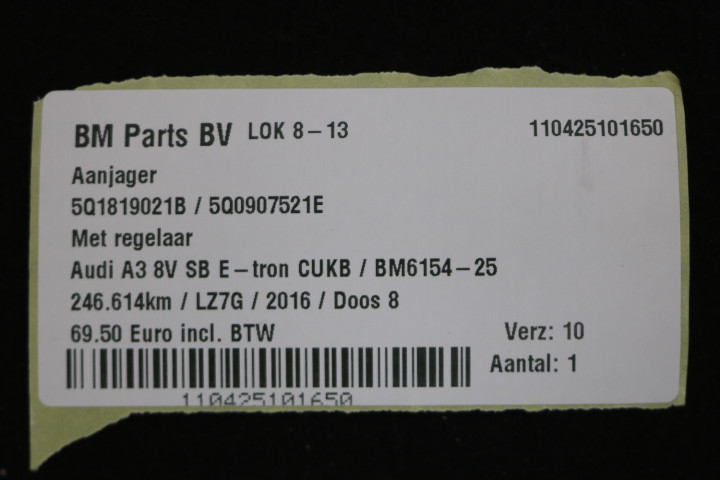 BM Parts BV LOK 8-13 110425101650
Aanjager
5Q1819021B / 5Q0907521E
Met regelaar
Audi A3 8V SB E-tron CUKB / BM6154-25
246.614km / LZ7G / 2016 / Doos 8
69.50 Euro incl. BTW Verz: 10
Aantal: 1
110425101650